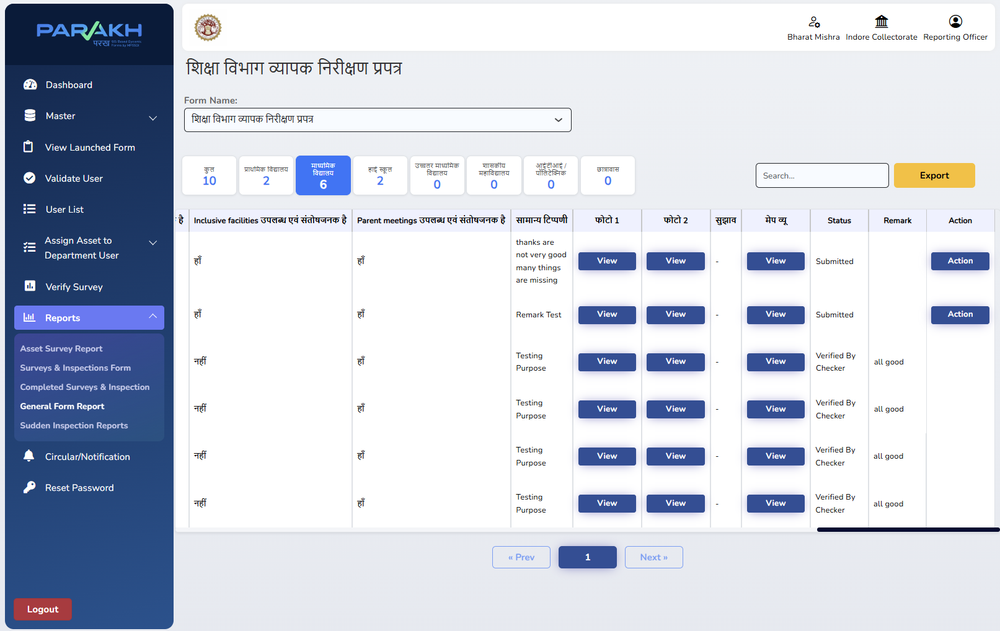 PARAKH
परख GIS Based Dynamic
Forms by MPSSDI
Dashboard
Master
View Launched Form
Validate User
User List
Assign Asset to
Department User
Verify Survey
Reports
Asset Survey Report
Surveys & Inspections Form
Completed Surveys & Inspection
General Form Report
Sudden Inspection Reports
Circular/Notification
Reset Password
Logout
Bharat Mishra
Indore Collectorate
Reporting Officer
शिक्षा विभाग व्यापक निरीक्षण प्रपत्र
Form Name:
शिक्षा विभाग व्यापक निरीक्षण प्रपत्र
कुल
10
प्राथमिक विद्यालय
2
माध्यमिक
विद्यालय
6
हाई स्कूल
2
उच्चतर माध्यमिक
विद्यालय
0
शासकीय
महाविद्यालय
0
आईटीआई /
पॉलिटेक्निक
0
छात्रावास
0
Search...
Export
है Inclusive facilities उपलब्ध एवं संतोषजनक है Parent meetings उपलब्ध एवं संतोषजनक है सामान्य टिप्पणी फोटो 1 फोटो 2 सुझाव मेप व्यू Status Remark Action
हाँ हाँ thanks are
not very good
many things
are missing View View - View Submitted Action
हाँ हाँ Remark Test View View - View Submitted Action
नहीं हाँ Testing
Purpose View View - View Verified By
Checker all good
नहीं हाँ Testing
Purpose View View - View Verified By
Checker all good
नहीं हाँ Testing
Purpose View View - View Verified By
Checker all good
नहीं हाँ Testing
Purpose View View - View Verified By
Checker all good
« Prev 1 Next »